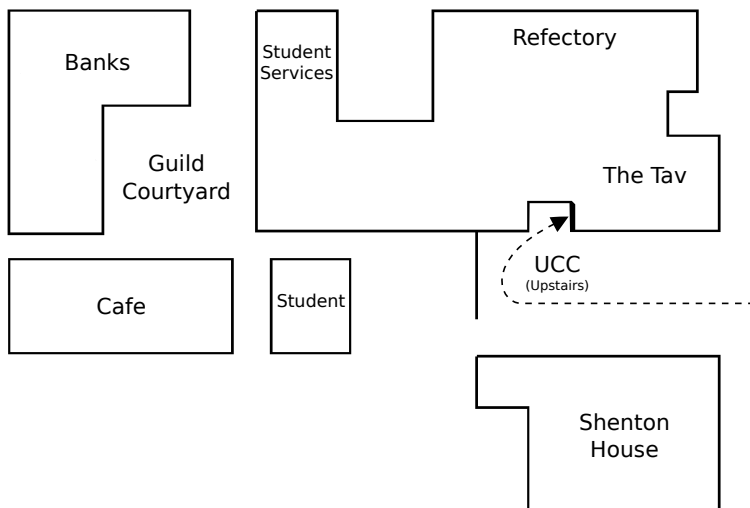 Banks
Student
Services
Refectory
Guild
Courtyard
The Tav
UCC
(Upstairs)
Cafe
Student
Shenton
House